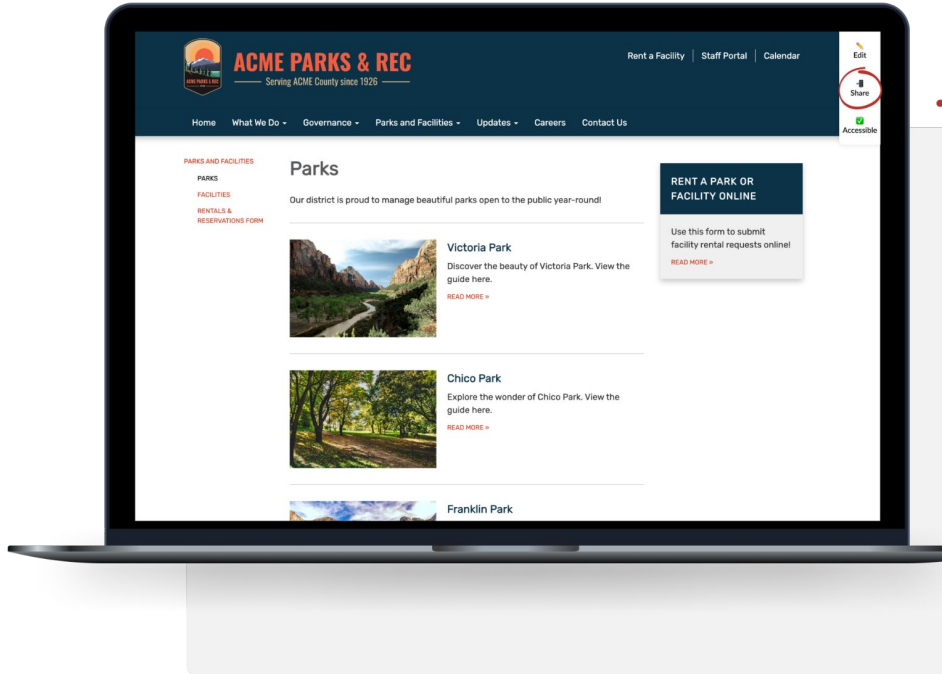 ACME PARKS & REC
Serving ACME County since 1926
ACME PARKS & REC
Rent a Facility
Staff Portal
Calendar
Edit
Share
Accessible
Home
What We Do
Governance
Parks and Facilities
Updates
Careers
Contact Us
PARKS AND FACILITIES
PARKS
FACILITIES
RENTALS &
RESERVATIONS FORM
Parks
Our district is proud to manage beautiful parks open to the public year-round!
Victoria Park
Discover the beauty of Victoria Park. View the
guide here.
READ MORE »
Chico Park
Explore the wonder of Chico Park. View the
guide here.
READ MORE »
Franklin Park
RENT A PARK OR
FACILITY ONLINE
Use this form to submit
facility rental requests online!
READ MORE »